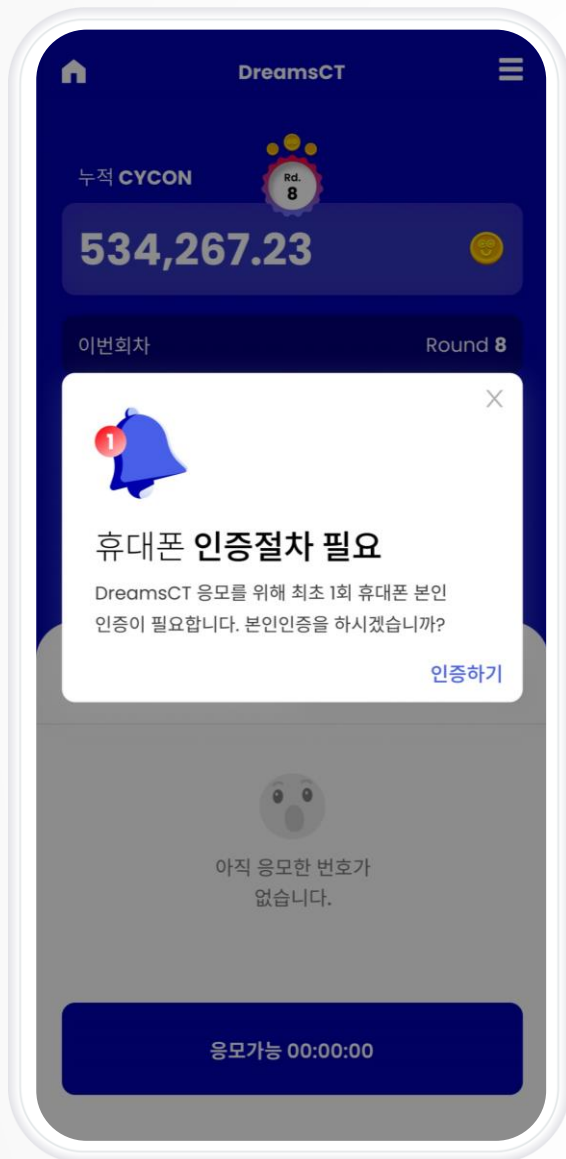 DreamsCT
누적 CYCON
Rd.
8
534,267.23
이번회차 Round 8
1
휴대폰 인증절차 필요
DreamsCT 응모를 위해 최초 1회 휴대폰 본인
인증이 필요합니다. 본인인증을 하시겠습니까?
인증하기
아직 응모한 번호가
없습니다.
응모가능 00:00:00